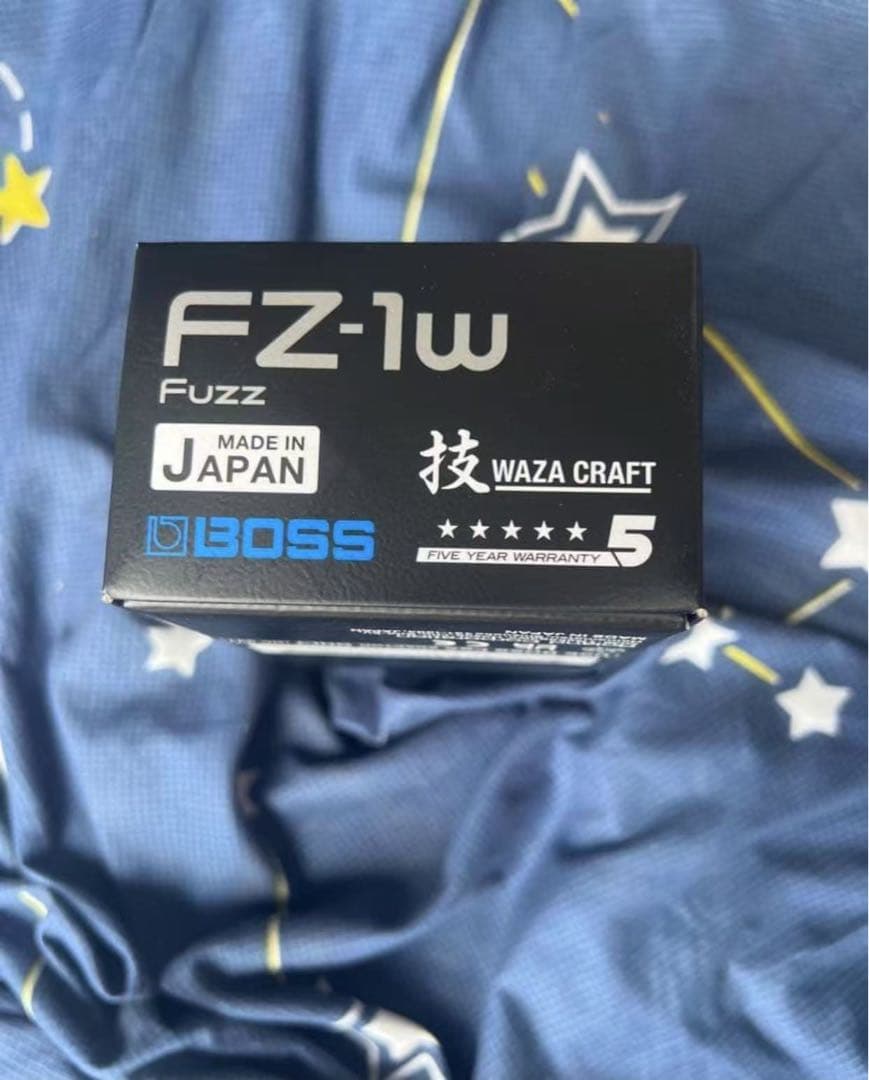 FZ-1w
Fuzz
MADE IN
JAPAN
技 WAZA CRAFT
BOSS
★★★★★ 5
FIVE YEAR WARRANTY